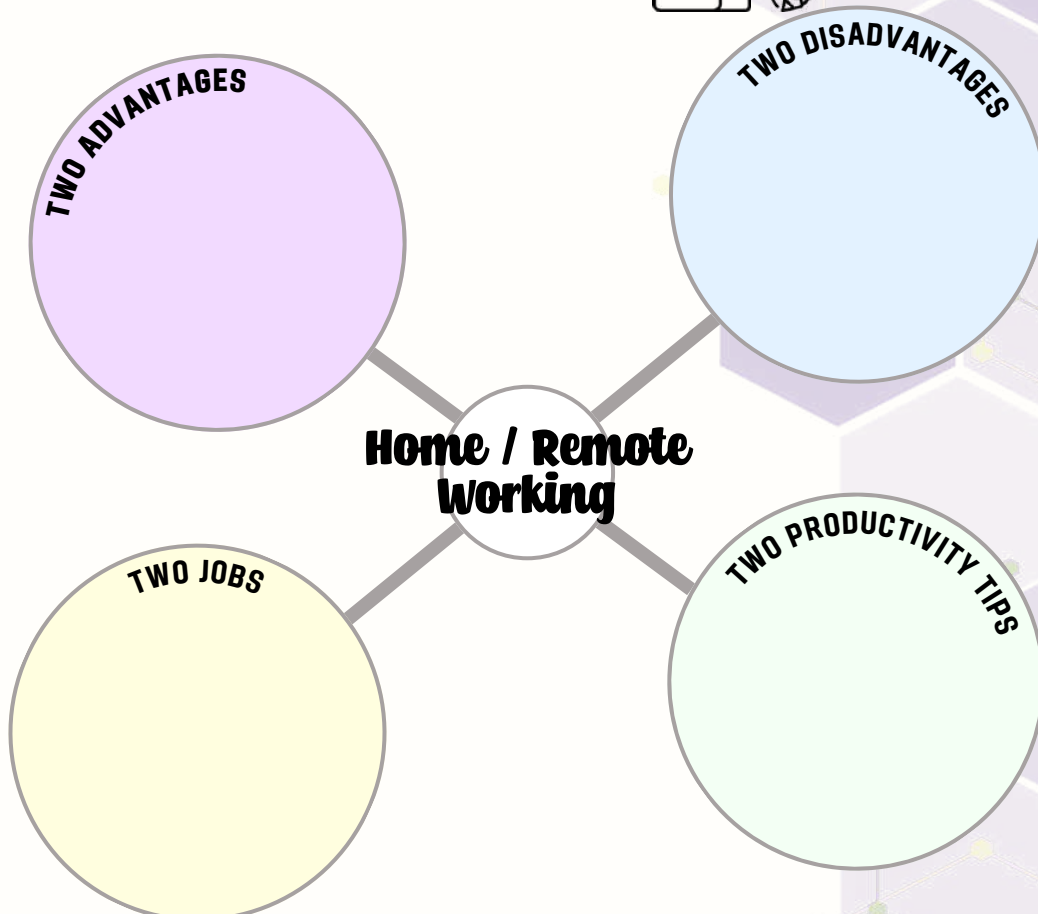 TWO ADVANTAGES
TWO DISADVANTAGES
Home / Remote
Working
TWO JOBS
TWO PRODUCTIVITY TIPS